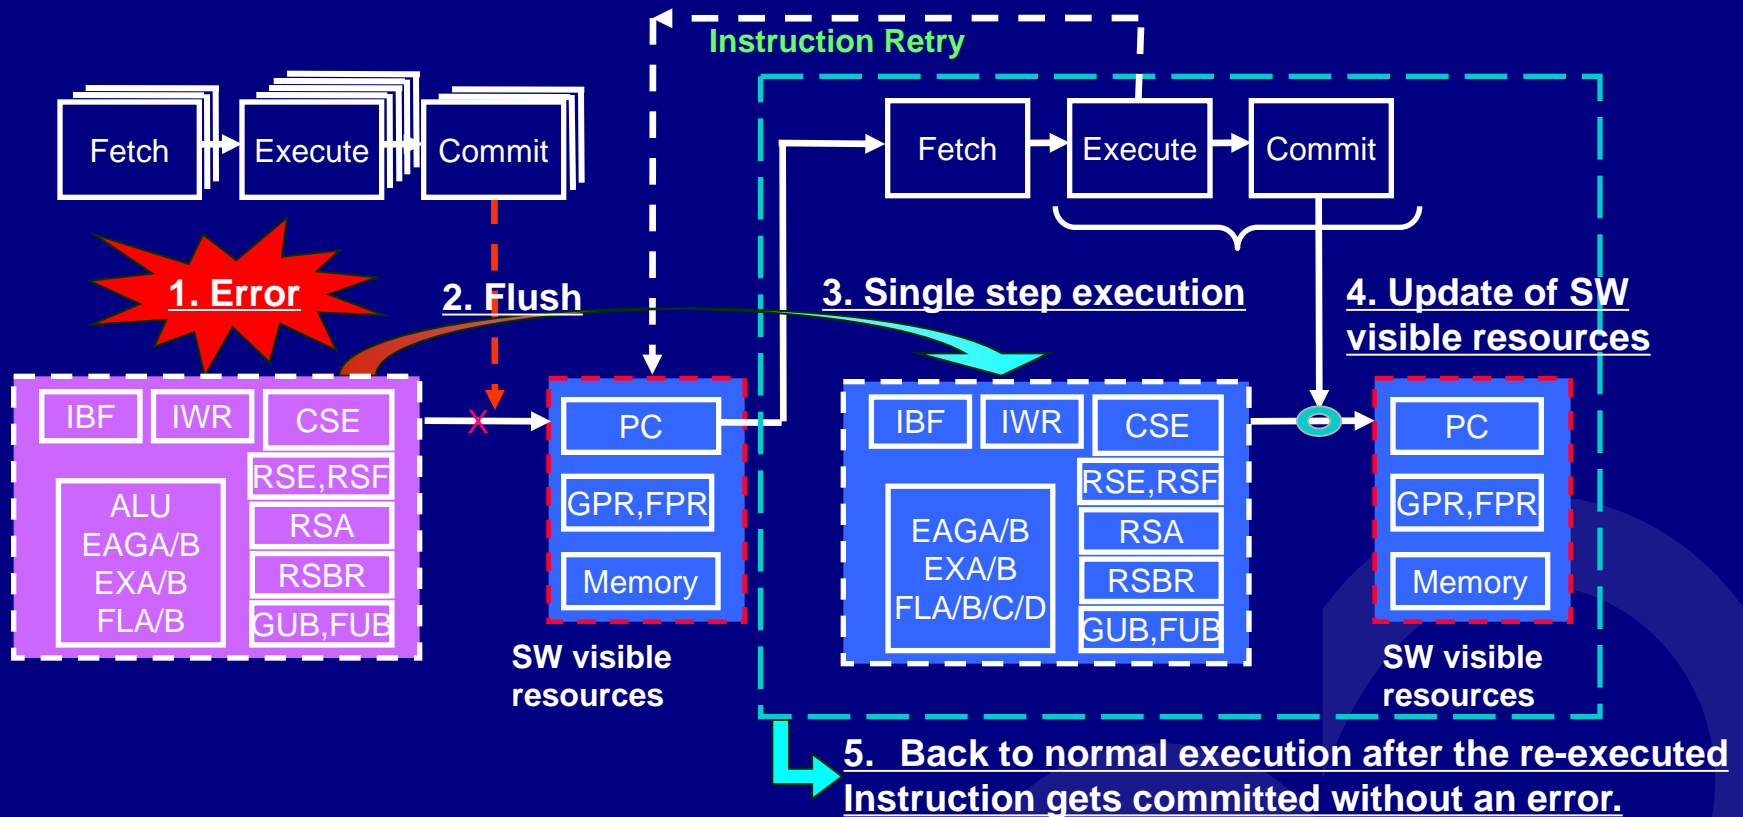 Instruction Retry
Fetch
Execute
Commit
Fetch
Execute
Commit
1. Error
2. Flush
3. Single step execution
4. Update of SW
visible resources
IBF
IWR
CSE
RSE,RSF
RSA
RSBR
GUB,FUB
ALU
EAGA/B
EXA/B
FLA/B
X
PC
GPR,FPR
Memory
SW visible
resources
IBF
IWR
CSE
RSE,RSF
RSA
RSBR
GUB,FUB
EAGA/B
EXA/B
FLA/B/C/D
PC
GPR,FPR
Memory
SW visible
resources
5. Back to normal execution after the re-executed
Instruction gets committed without an error.